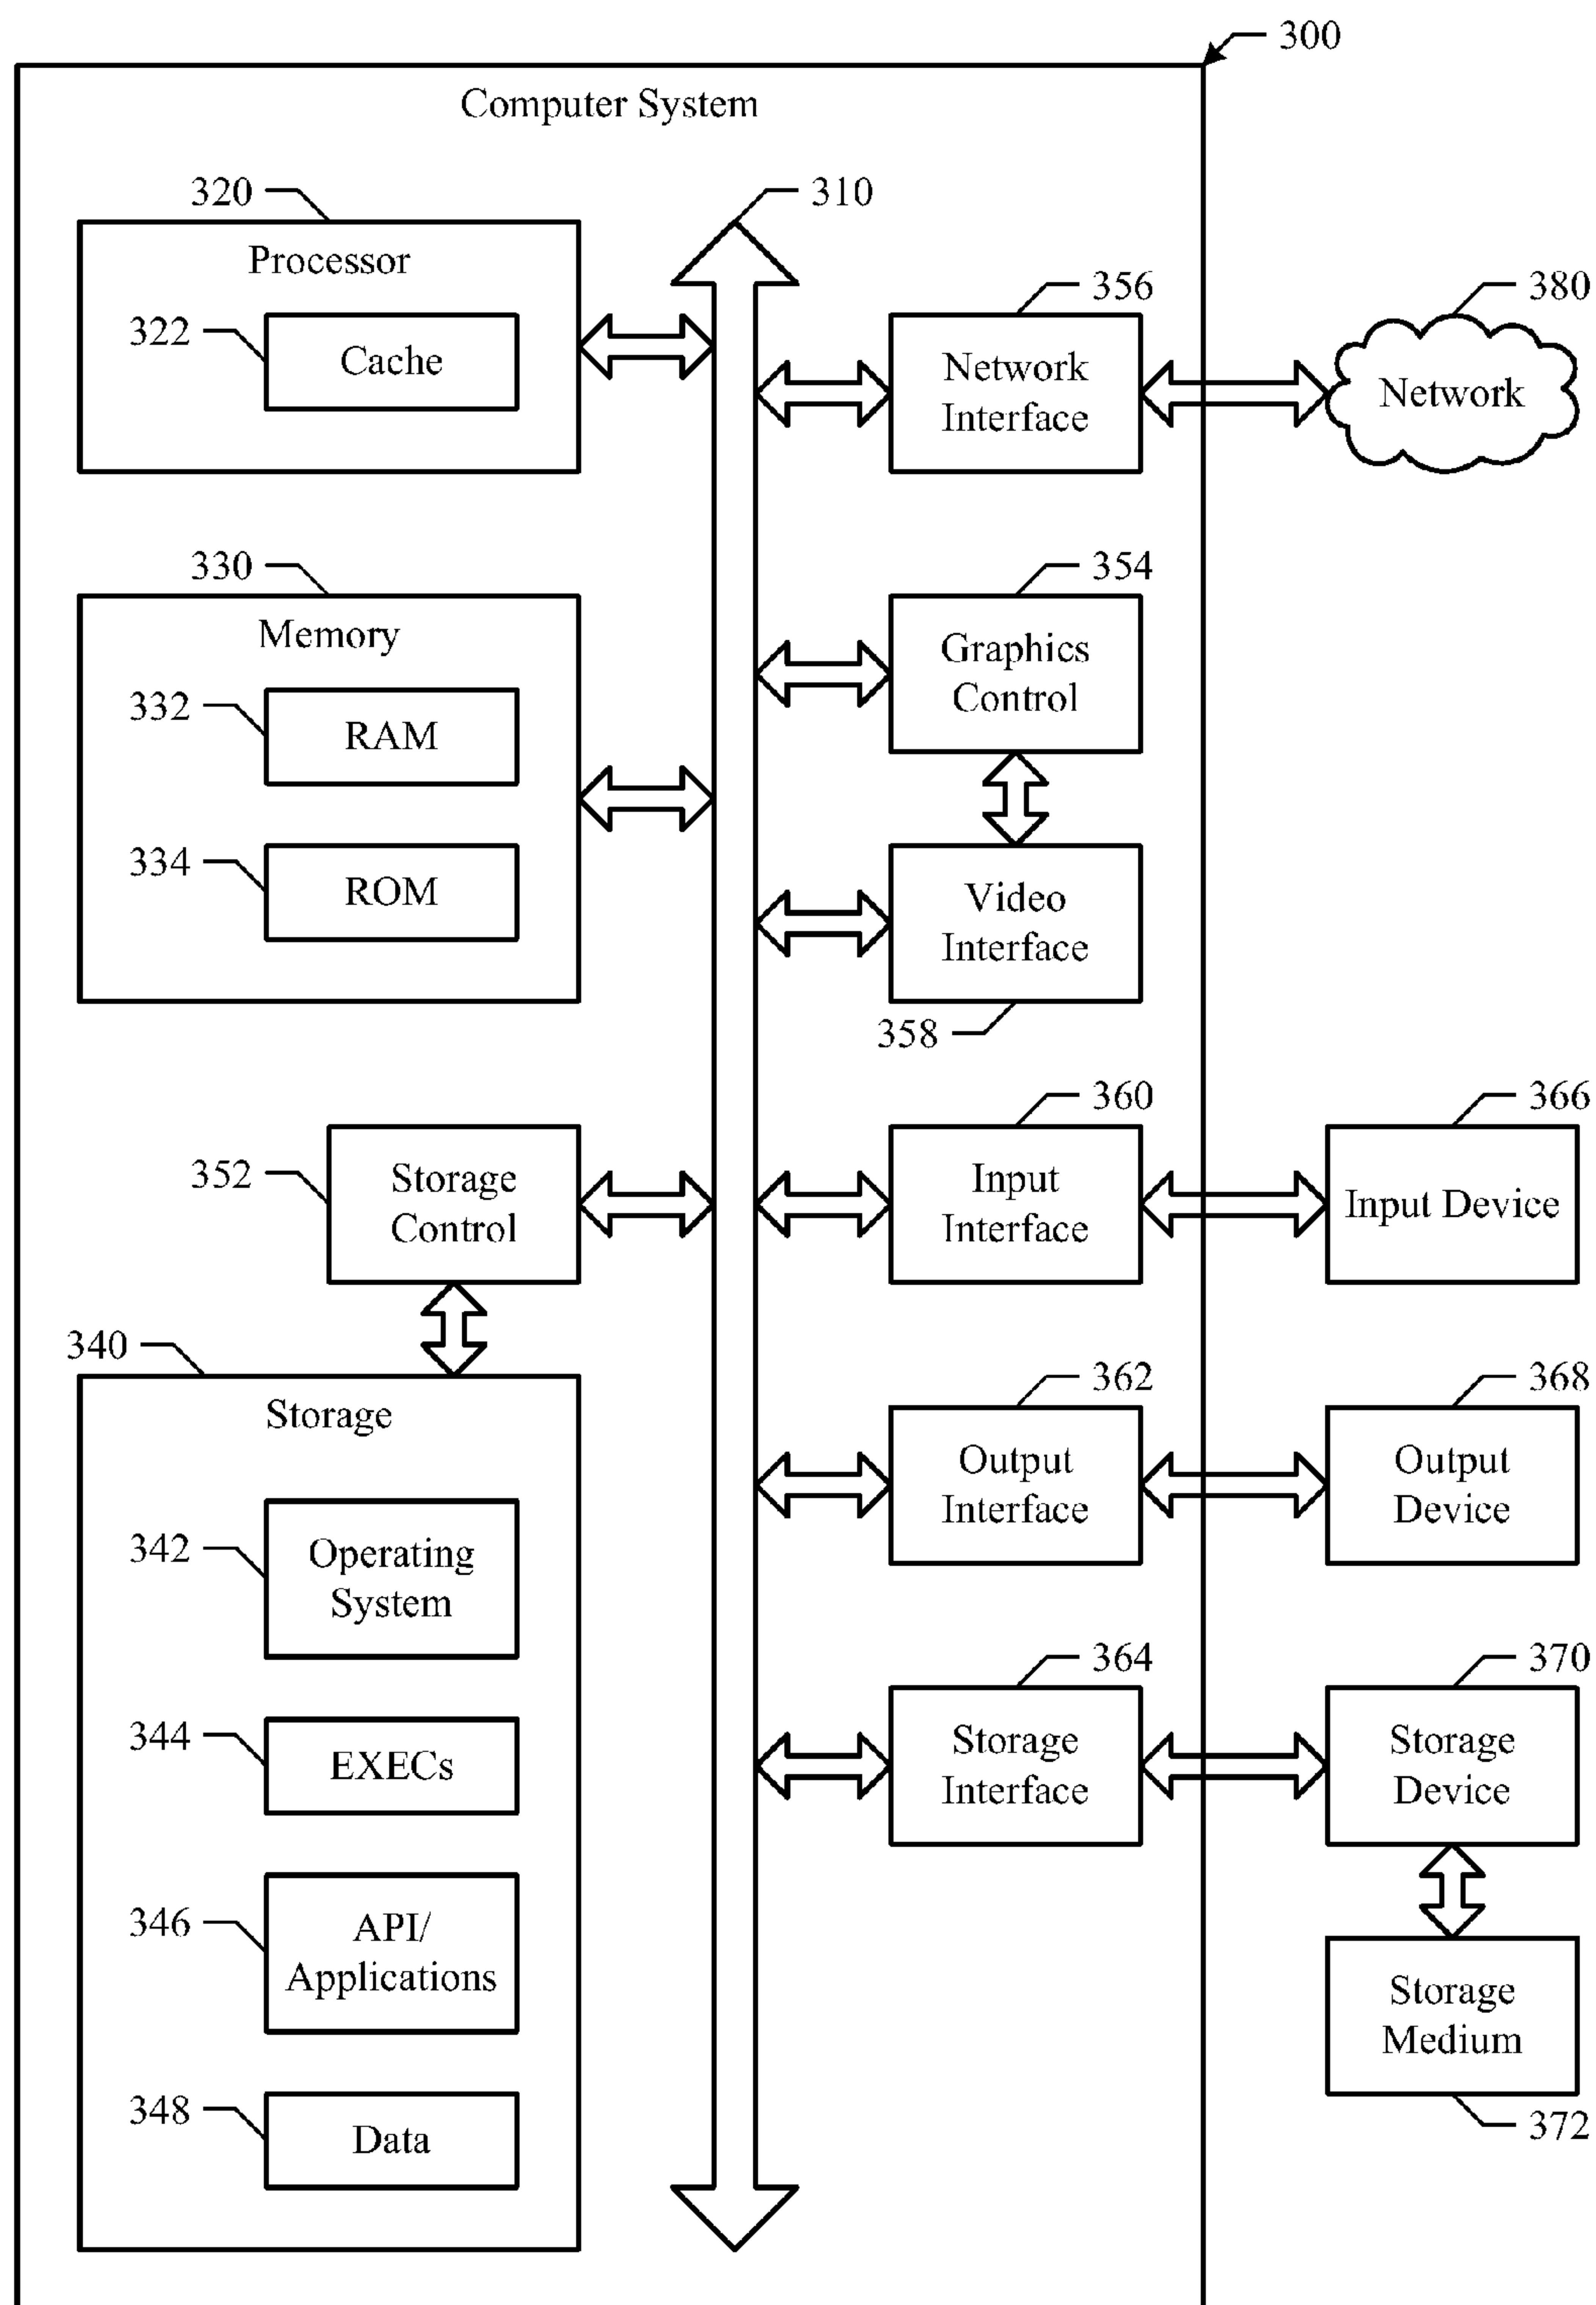 300
Computer System
320
310
Processor
322
Cache
356
Network
Interface
380
Network
330
Memory
332
RAM
334
ROM
354
Graphics
Control
Video
Interface
358
352
Storage
Control
360
Input
Interface
366
Input Device
340
Storage
342
Operating
System
344
EXECs
346
API/
Applications
348
Data
362
Output
Interface
368
Output
Device
364
Storage
Interface
370
Storage
Device
Storage
Medium
372